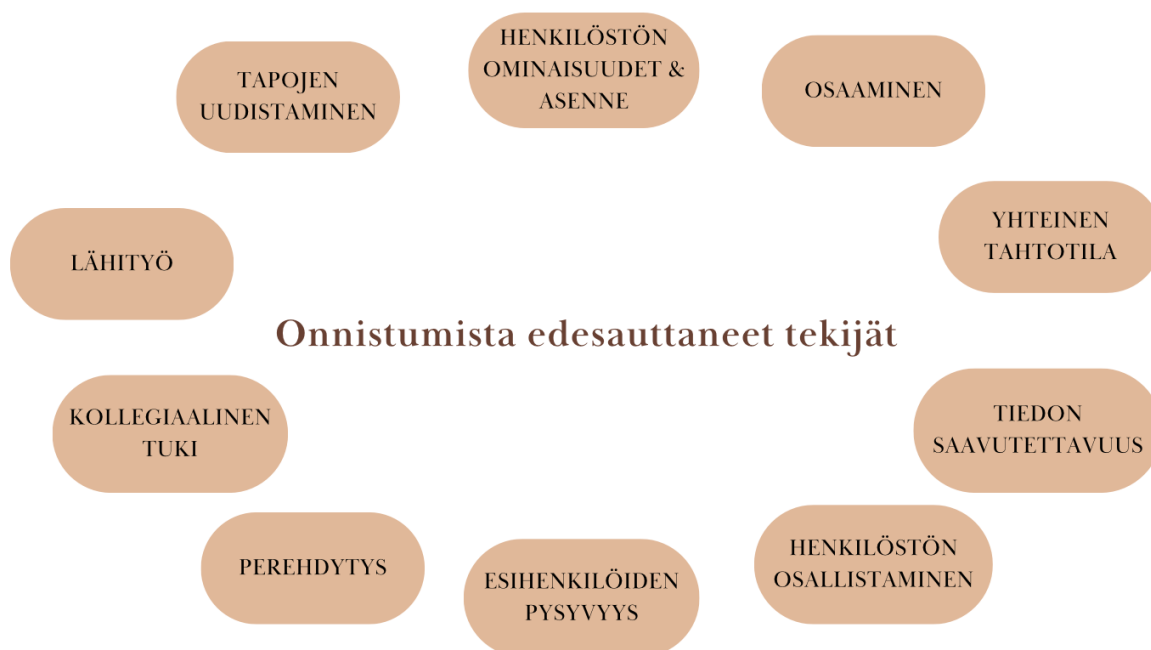 HENKILÖSTÖN
OMINAISUUDET &
ASENNE
TAPOJEN
UUDISTAMINEN
OSAAMINEN
YHTEINEN
TAHTOTILA
LÄHITYÖ
Onnistumista edesauttaneet tekijät
TIEDON
SAAVUTETTAVUUS
KOLLEGIAALINEN
TUKI
HENKILÖSTÖN
OSALLISTAMINEN
PEREHDYTYS
ESIHENKILÖIDEN
PYSYVYYS